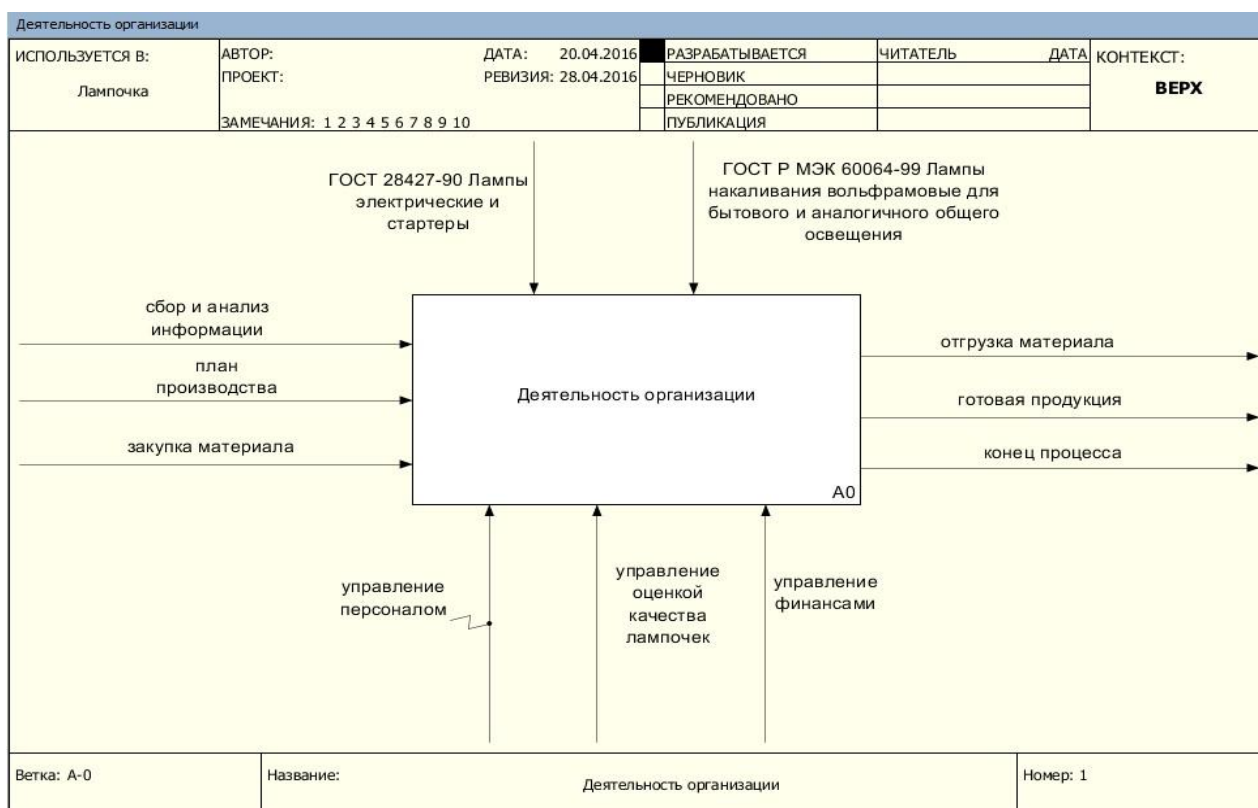 Деятельность организации
ИСПОЛЬЗУЕТСЯ В:
Лампочка
АВТОР:
ДАТА: 20.04.2016
ПРОЕКТ:
РЕВИЗИЯ: 28.04.2016
ЗАМЕЧАНИЯ: 1 2 3 4 5 6 7 8 9 10
РАЗРАБАТЫВАЕТСЯ
ЧЕРНОВИК
РЕКОМЕНДОВАНО
ПУБЛИКАЦИЯ
ЧИТАТЕЛЬ
ДАТА
КОНТЕКСТ:
ВЕРХ
ГОСТ 28427-90 Лампы
электрические и
стартеры
ГОСТ Р МЭК 60064-99 Лампы
накаливания вольфрамовые для
бытового и аналогичного общего
освещения
сбор и анализ
информации
план
производства
закупка материала
Деятельность организации
A0
отгрузка материала
готовая продукция
конец процесса
управление
персоналом
управление
оценкой
качества
лампочек
управление
финансами
Ветка: A-0
Название:
Деятельность организации
Номер: 1